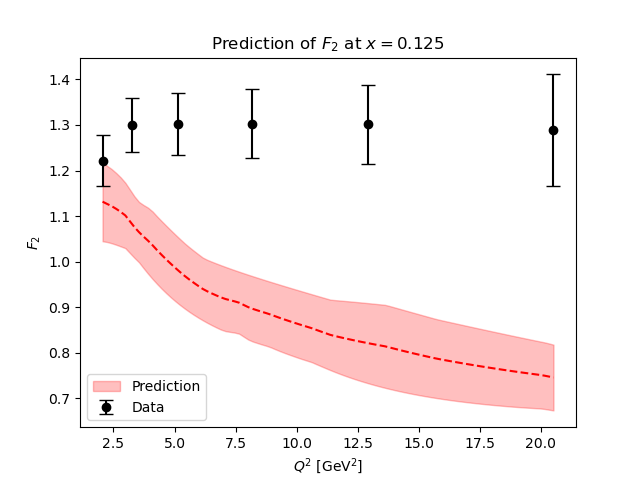 Prediction of F₂ at x = 0.125
1.4
1.3
1.2
1.1
1.0
0.9
0.8
0.7
F₂
Prediction
Data
2.5 5.0 7.5 10.0 12.5 15.0 17.5 20.0
Q² [GeV²]